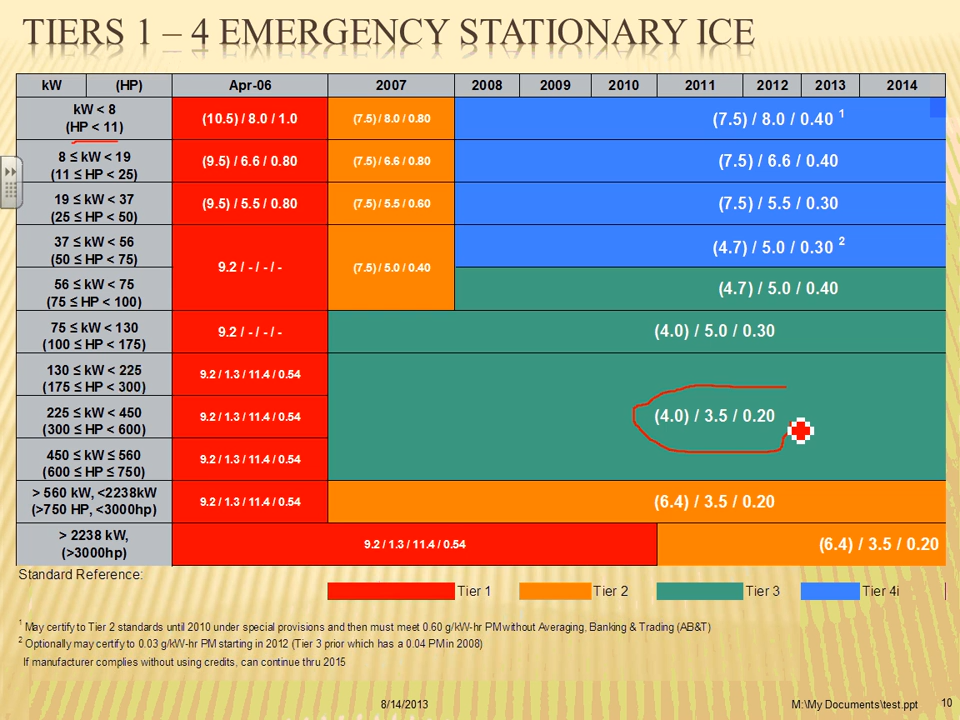 TIERS 1 – 4 EMERGENCY STATIONARY ICE
kW (HP) Apr-06 2007 2008 2009 2010 2011 2012 2013 2014
kW < 8
(HP < 11)
(10.5) / 8.0 / 1.0 (7.5) / 8.0 / 0.80 (7.5) / 8.0 / 0.40 1
8 ≤ kW < 19
(11 ≤ HP < 25)
(9.5) / 6.6 / 0.80 (7.5) / 6.6 / 0.80 (7.5) / 6.6 / 0.40
19 ≤ kW < 37
(25 ≤ HP < 50)
(9.5) / 5.5 / 0.80 (7.5) / 5.5 / 0.60 (7.5) / 5.5 / 0.30
37 ≤ kW < 56
(50 ≤ HP < 75)
9.2 / - / - / - (7.5) / 5.0 / 0.40 (4.7) / 5.0 / 0.30 2
56 ≤ kW < 75
(75 ≤ HP < 100)
(4.7) / 5.0 / 0.40
75 ≤ kW < 130
(100 ≤ HP < 175)
9.2 / - / - / - (4.0) / 5.0 / 0.30
130 ≤ kW < 225
(175 ≤ HP < 300)
9.2 / 1.3 / 11.4 / 0.54
225 ≤ kW < 450
(300 ≤ HP < 600)
9.2 / 1.3 / 11.4 / 0.54 (4.0) / 3.5 / 0.20
450 ≤ kW ≤ 560
(600 ≤ HP ≤ 750)
9.2 / 1.3 / 11.4 / 0.54
> 560 kW, <2238kW
(>750 HP, <3000hp)
9.2 / 1.3 / 11.4 / 0.54 (6.4) / 3.5 / 0.20
> 2238 kW,
(>3000hp)
9.2 / 1.3 / 11.4 / 0.54 (6.4) / 3.5 / 0.20
Standard Reference:
Tier 1 Tier 2 Tier 3 Tier 4i
1 May certify to Tier 2 standards until 2010 under special provisions and then must meet 0.60 g/kW-hr PM without Averaging, Banking & Trading (AB&T)
2 Optionally may certify to 0.03 g/kW-hr PM starting in 2012 (Tier 3 prior which has a 0.04 PM in 2008)
If manufacturer complies without using credits, can continue thru 2015
8/14/2013 M:\My Documents\test.ppt 10